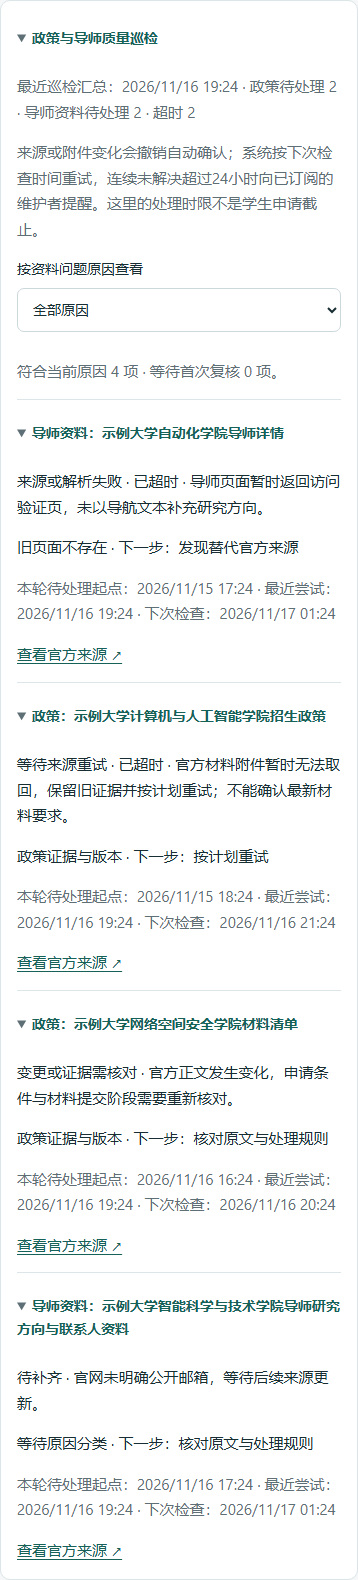 ▼ 政策与导师质量巡检
最近巡检汇总：2026/11/16 19:24 · 政策待处理 2
· 导师资料待处理 2 · 超时 2
来源或附件变化会撤销自动确认；系统按下次检
查时间重试，连续未解决超过24小时向已订阅的
维护者提醒。这里的处理时限不是学生申请截
止。
按资料问题原因查看
全部原因
符合当前原因 4 项 · 等待首次复核 0 项。
▼ 导师资料：示例大学自动化学院导师详情
来源或解析失败 · 已超时 · 导师页面暂时返回访问
验证页，未以导航文本补充研究方向。
旧页面不存在 · 下一步：发现替代官方来源
本轮待处理起点：2026/11/15 17:24 · 最近尝试：
2026/11/16 19:24 · 下次检查：2026/11/17 01:24
查看官方来源 ↗
▼ 政策：示例大学计算机与人工智能学院招生政策
等待来源重试 · 已超时 · 官方材料附件暂时无法取
回，保留旧证据并按计划重试；不能确认最新材
料要求。
政策证据与版本 · 下一步：按计划重试
本轮待处理起点：2026/11/15 18:24 · 最近尝试：
2026/11/16 19:24 · 下次检查：2026/11/16 21:24
查看官方来源 ↗
▼ 政策：示例大学网络空间安全学院材料清单
变更或证据需核对 · 官方正文发生变化，申请条
件与材料提交阶段需要重新核对。
政策证据与版本 · 下一步：核对原文与处理规则
本轮待处理起点：2026/11/16 16:24 · 最近尝试：
2026/11/16 19:24 · 下次检查：2026/11/16 20:24
查看官方来源 ↗
▼ 导师资料：示例大学智能科学与技术学院导师研究
方向与联系人资料
待补齐 · 官网未明确公开邮箱，等待后续来源更
新。
等待原因分类 · 下一步：核对原文与处理规则
本轮待处理起点：2026/11/16 17:24 · 最近尝试：
2026/11/16 19:24 · 下次检查：2026/11/17 01:24
查看官方来源 ↗